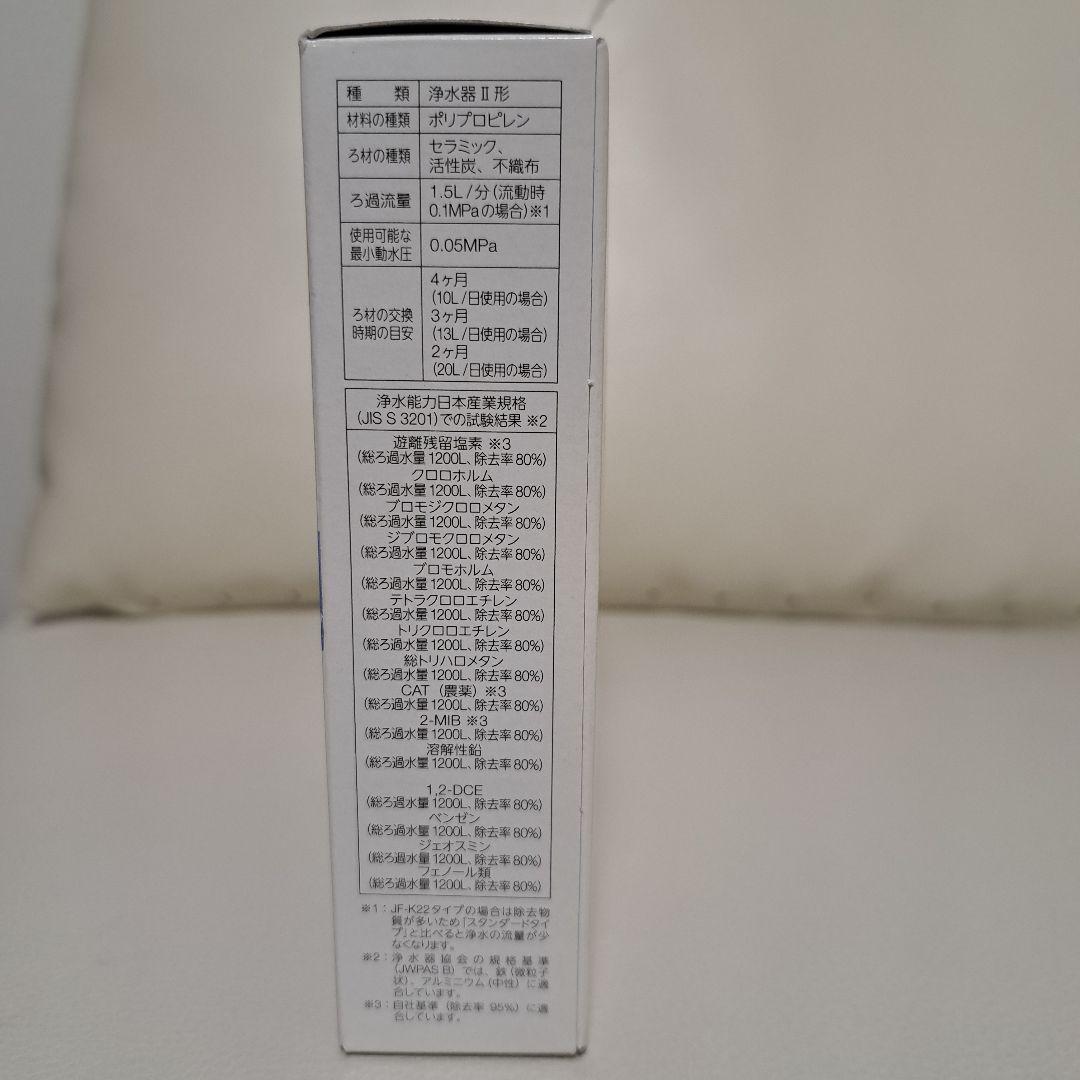 種 類 浄水器Ⅱ形
材料の種類 ポリプロピレン
ろ材の種類 セラミック、
活性炭、不織布
ろ過流量 1.5L/分(流動時
0.1MPaの場合)※1
使用可能な
最小動水圧 0.05MPa
ろ材の交換
時期の目安
4ヶ月
(10L/日使用の場合)
3ヶ月
(13L/日使用の場合)
2ヶ月
(20L/日使用の場合)
浄水能力日本産業規格
(JIS S 3201)での試験結果 ※2
遊離残留塩素 ※3
(総ろ過水量1200L、除去率80%)
クロロホルム
(総ろ過水量1200L、除去率80%)
ブロモジクロロメタン
(総ろ過水量1200L、除去率80%)
ジブロモクロロメタン
(総ろ過水量1200L、除去率80%)
ブロモホルム
(総ろ過水量1200L、除去率80%)
テトラクロロエチレン
(総ろ過水量1200L、除去率80%)
トリクロロエチレン
(総ろ過水量1200L、除去率80%)
総トリハロメタン
(総ろ過水量1200L、除去率80%)
CAT(農薬)※3
(総ろ過水量1200L、除去率80%)
2-MIB ※3
(総ろ過水量1200L、除去率80%)
溶解性鉛
(総ろ過水量1200L、除去率80%)
1,2-DCE
(総ろ過水量1200L、除去率80%)
ベンゼン
(総ろ過水量1200L、除去率80%)
ジェオスミン
(総ろ過水量1200L、除去率80%)
フェノール類
(総ろ過水量1200L、除去率80%)
※1:JF-K22タイプの場合は除去物
質が多いため「スタンダードタイ
プ」と比べると浄水の流量が少
なくなります。
※2:浄水器協会の規格基準
(JWPAS B)では、鉄(微粒子
状)、アルミニウム(中性)に適
合しています。
※3:自社基準(除去率 95%)に適
合しています。